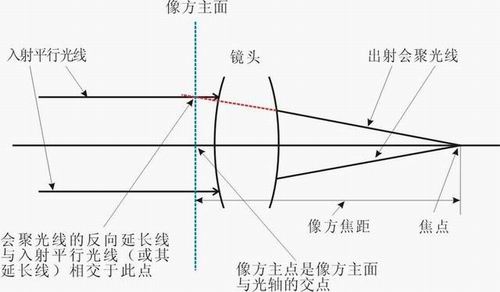 像方主面
入射平行光线
镜头
出射会聚光线
会聚光线的反向延长线
与入射平行光线（或其
延长线）相交于此点
像方焦距
焦点
像方主点是像方主面
与光轴的交点